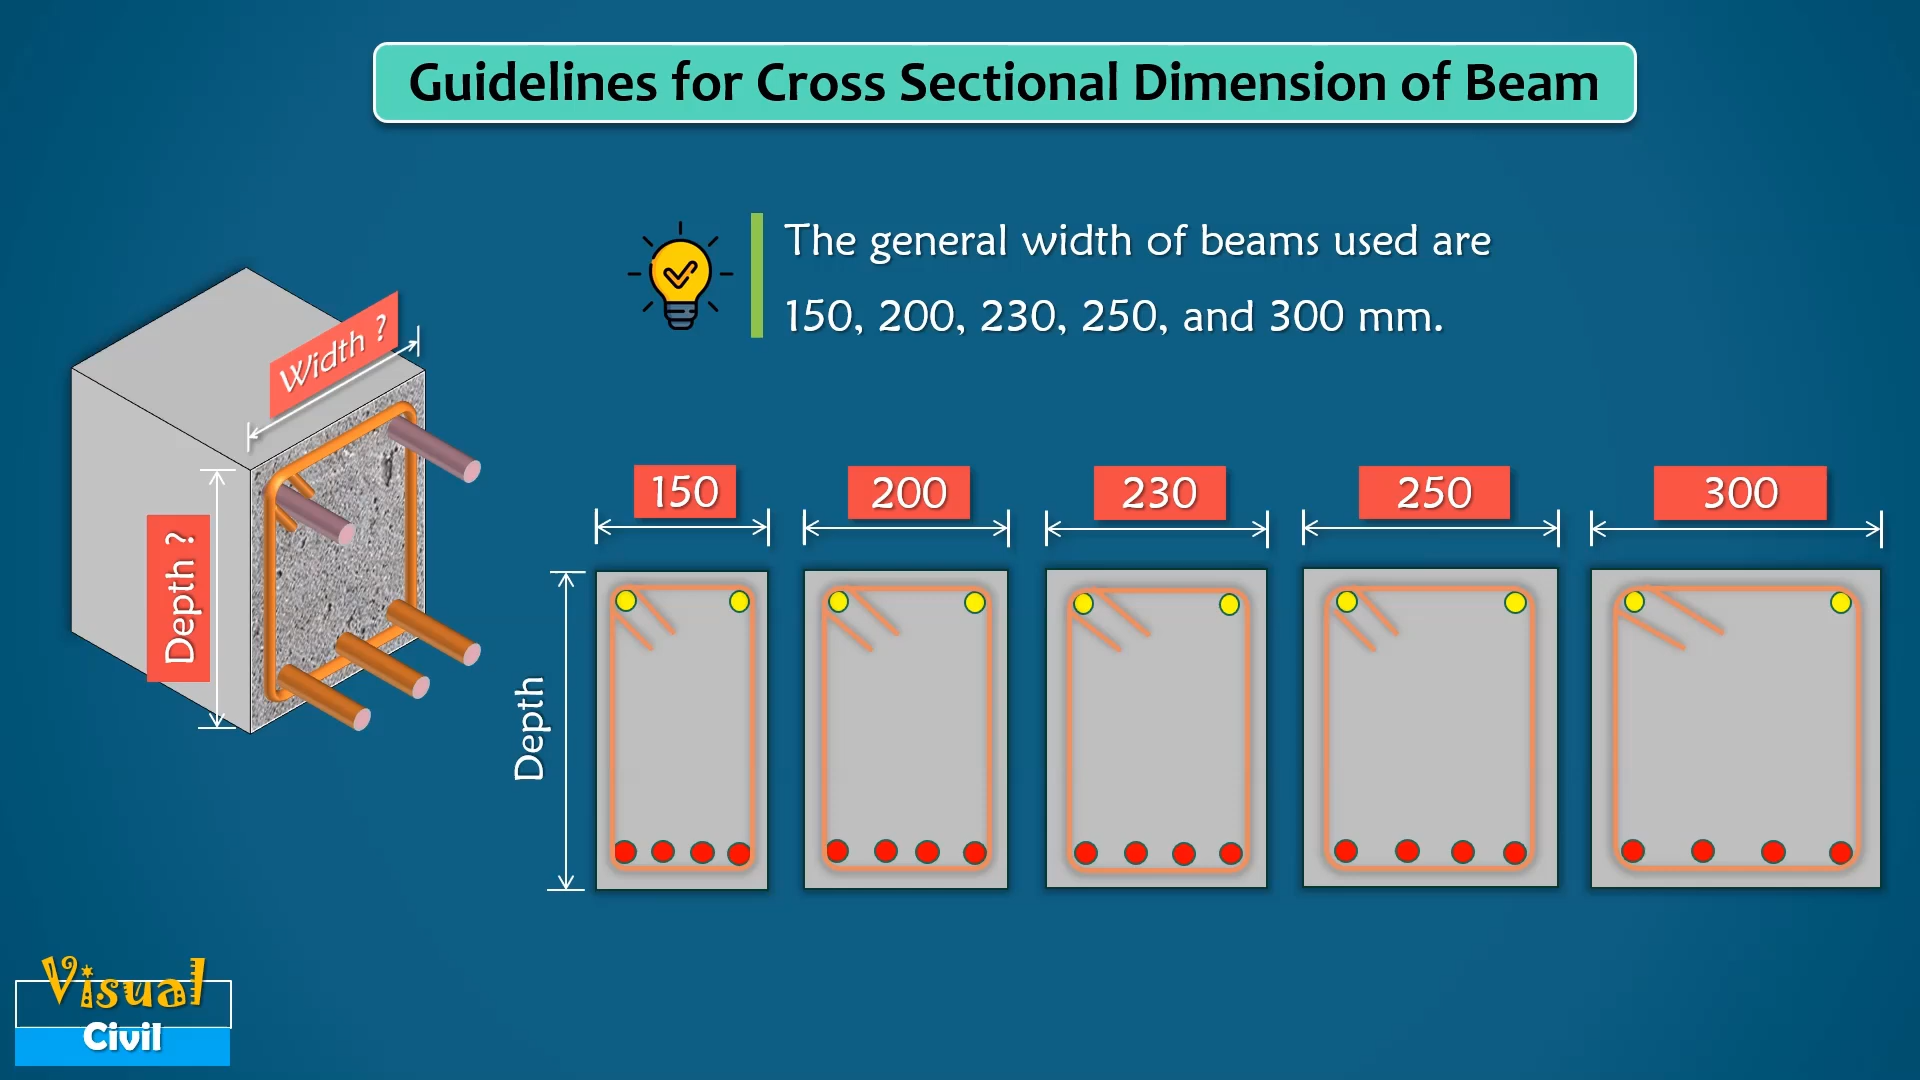 Guidelines for Cross Sectional Dimension of Beam
The general width of beams used are
150, 200, 230, 250, and 300 mm.
Width ?
Depth ?
150
200
230
250
300
Depth
Visual
Civil